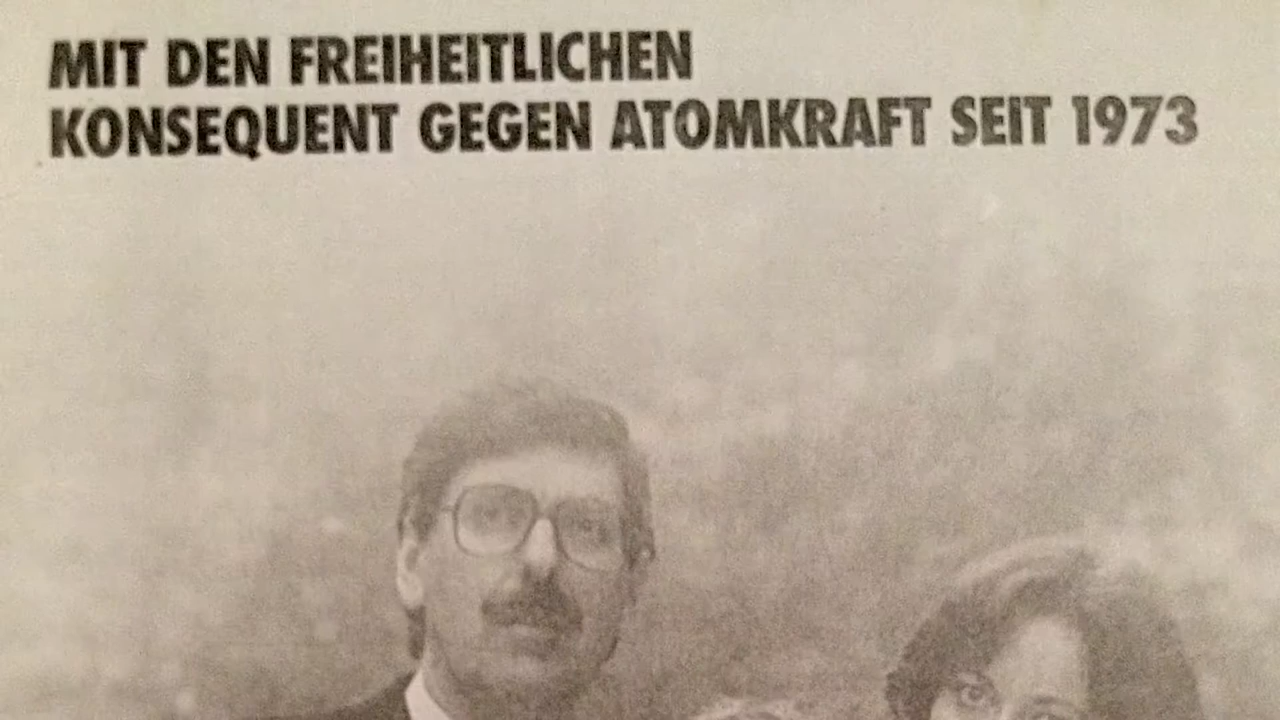 MIT DEN FREIHEITLICHEN
KONSEQUENT GEGEN ATOMKRAFT SEIT 1973